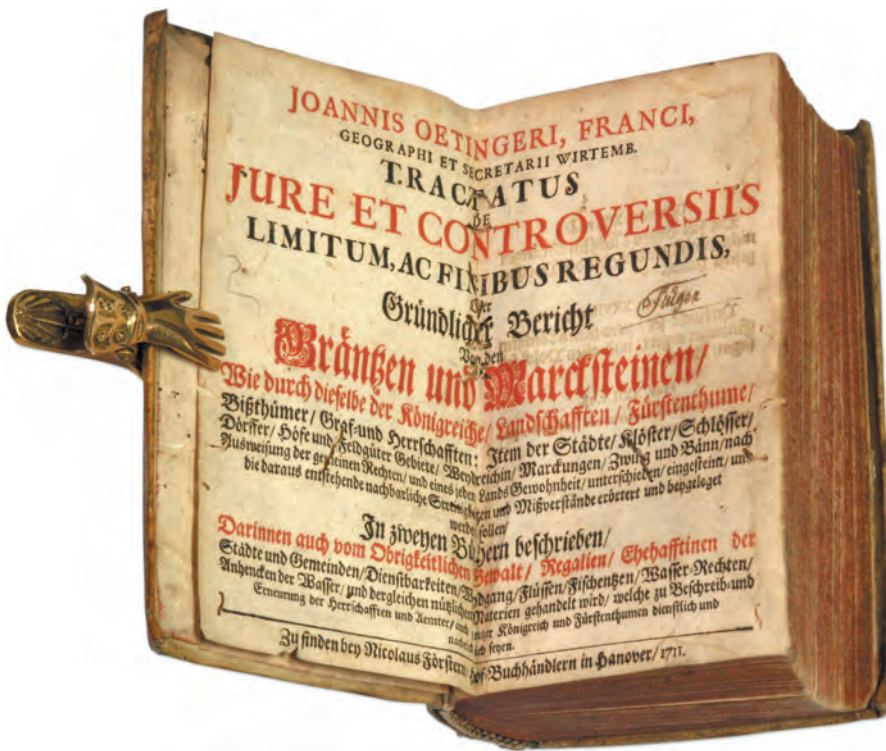 JOANNIS OETINGERI, FRANCI,
GEOGRAPHI ET SECRETARII WIRTEMB.
TRACTATUS
DE
JURE ET CONTROVERSIIS
LIMITUM, AC FINIBUS REGUNDIS,
Oder
Gründlicher Bericht
Von den
Gräntzen und Marcksteinen/
Wie durch dieselbe der Königreiche/ Landschafften/ Fürstenthume/
Bißthümer/ Graf-und Herrschafften: Item der Städte/ Klöster/ Schlösser/
Dörffer/ Höfe und Feldgüter Gebiete/ Marckungen/ Zwäng und Bänn/ nach
Ausweisung der gemeinen Rechten/ und eines jeden Lands Gewohnheit/ unterschieden/ eingesteint/ und
die daraus entstehende nachbarliche und Mißverstände erörtert und beygeleget
werden sollen/
In zweyen Büchern beschrieben/
Darinnen auch vom Obrigkeitlichen Gewalt/ Regalien/ Ehehafftinen der
Städte und Gemeinden/ Dienstbarkeiten/ Flüssen/ Fischentzen/ Wasser-Rechten/
Anhencken der Wasser/ und dergleichen nützlichen Materien gehandelt wird/ welche zu Beschreib-und
Erneurung der Herrschafften und Aemter/ auch Königreich und Fürstenthumen dienstlich und
seyen.
Zu finden bey Nicolaus Förstern/ Hof-Buchhändlern in Hanover/ 1711.